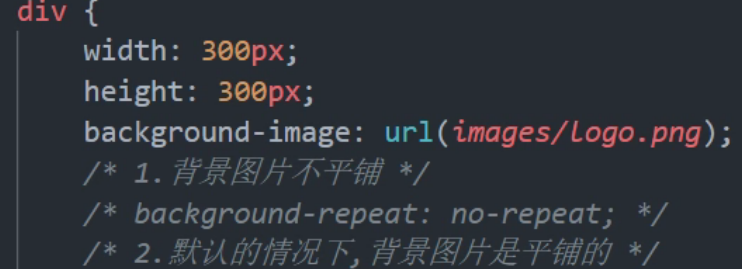 div {
width: 300px;
height: 300px;
background-image: url(images/logo.png);
/* 1.背景图片不平铺 */
/* background-repeat: no-repeat; */
/* 2.默认的情况下,背景图片是平铺的 */